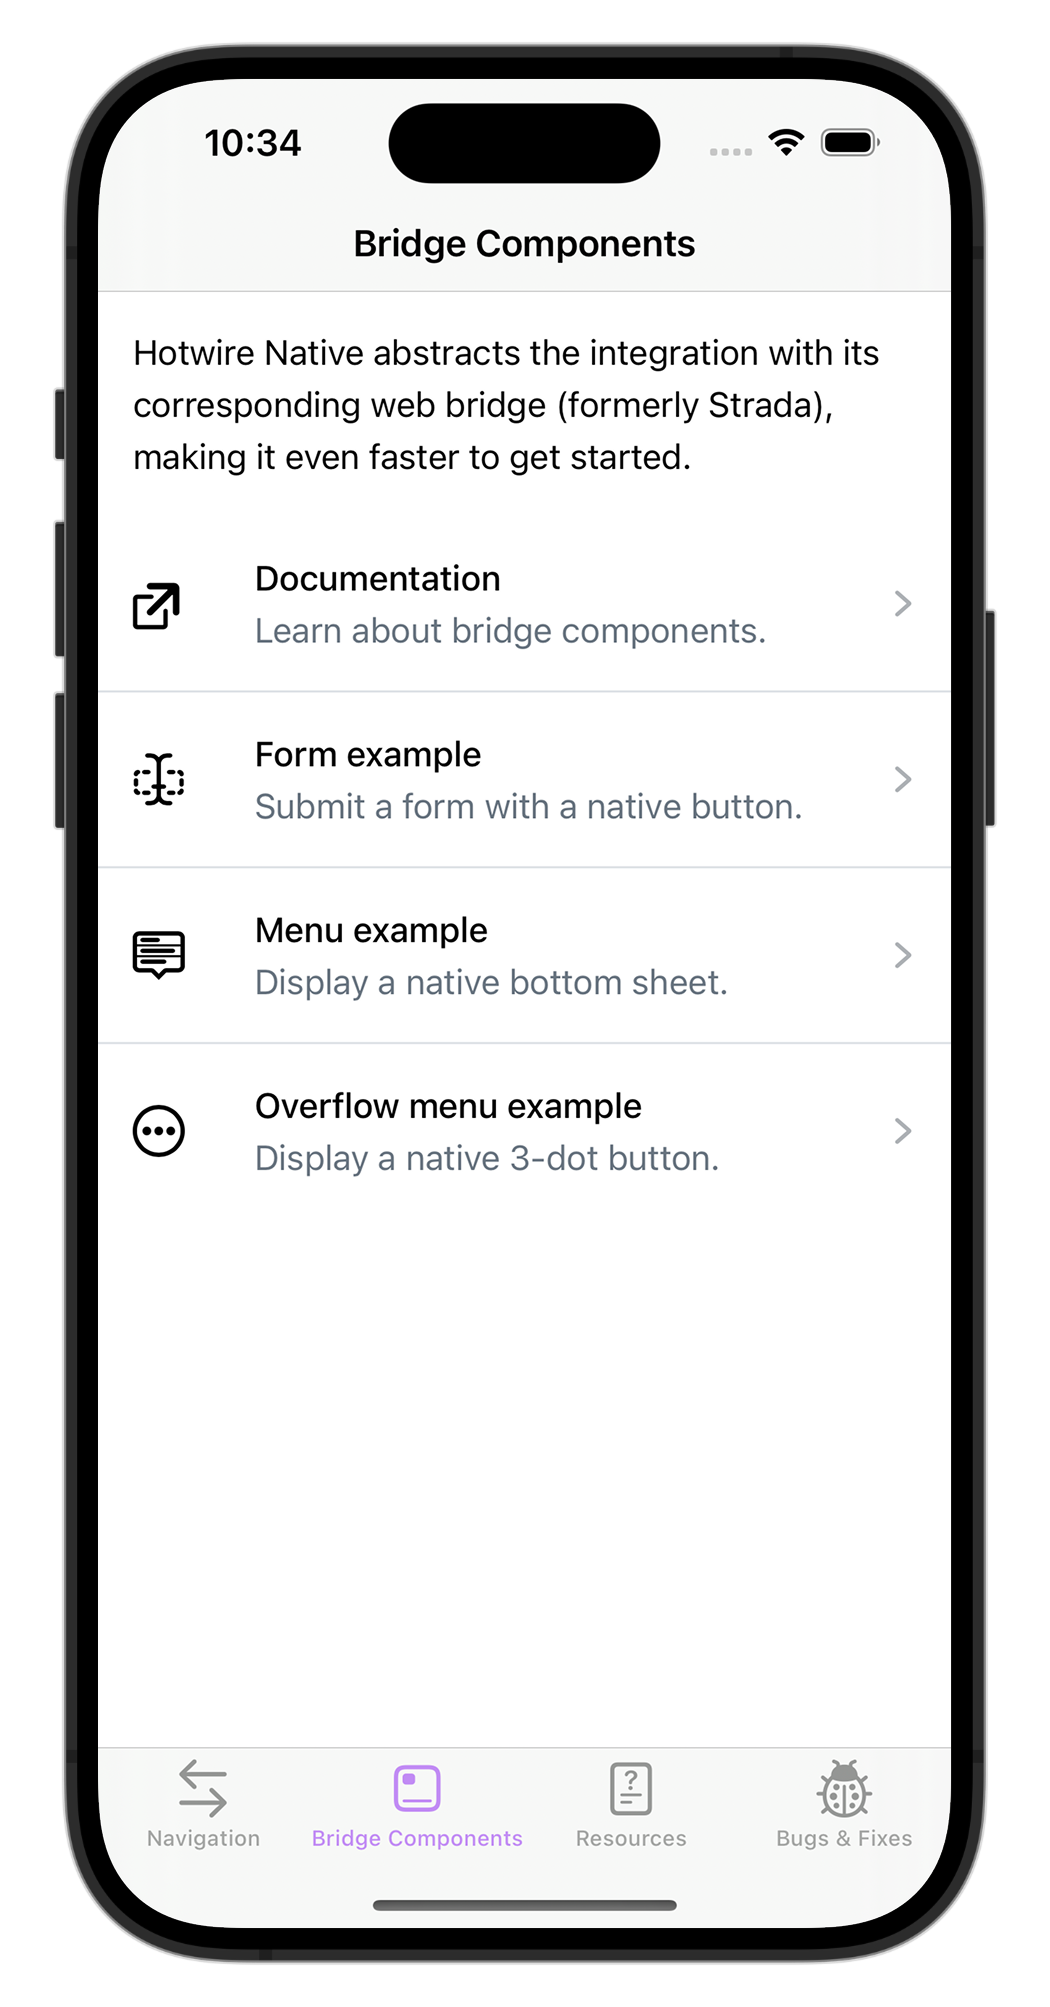 10:34
Bridge Components
Hotwire Native abstracts the integration with its
corresponding web bridge (formerly Strada),
making it even faster to get started.
Documentation
Learn about bridge components.
Form example
Submit a form with a native button.
Menu example
Display a native bottom sheet.
Overflow menu example
Display a native 3-dot button.
Navigation
Bridge Components
Resources
Bugs & Fixes